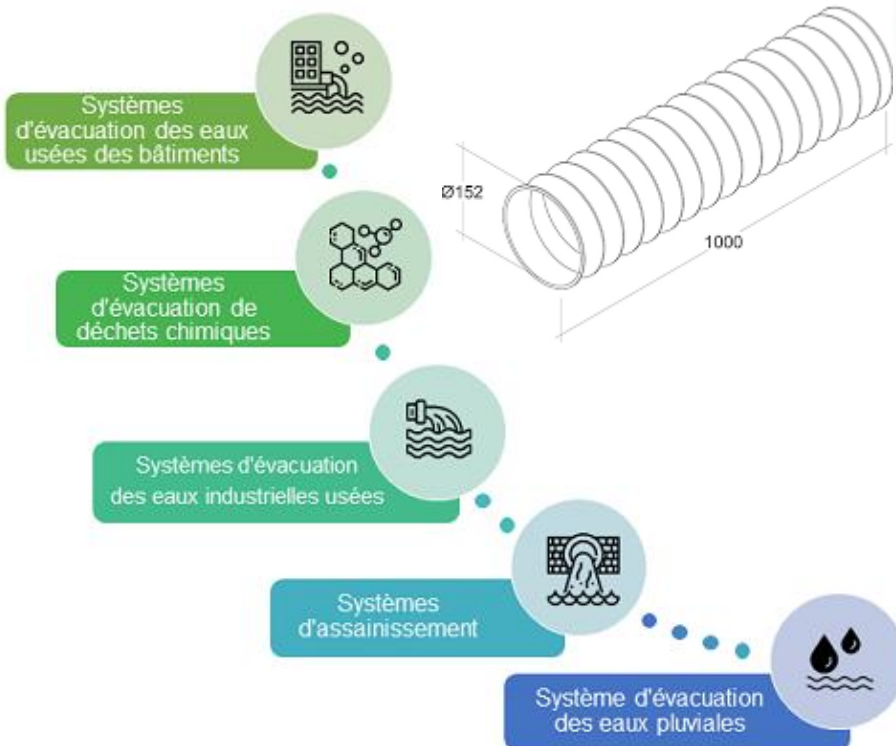 Systèmes
d'évacuation des eaux
usées des bâtiments
Ø152
1000
Systèmes
d'évacuation de
déchets chimiques
Systèmes d'évacuation
des eaux industrielles usées
Systèmes
d'assainissement
Système d'évacuation
des eaux pluviales